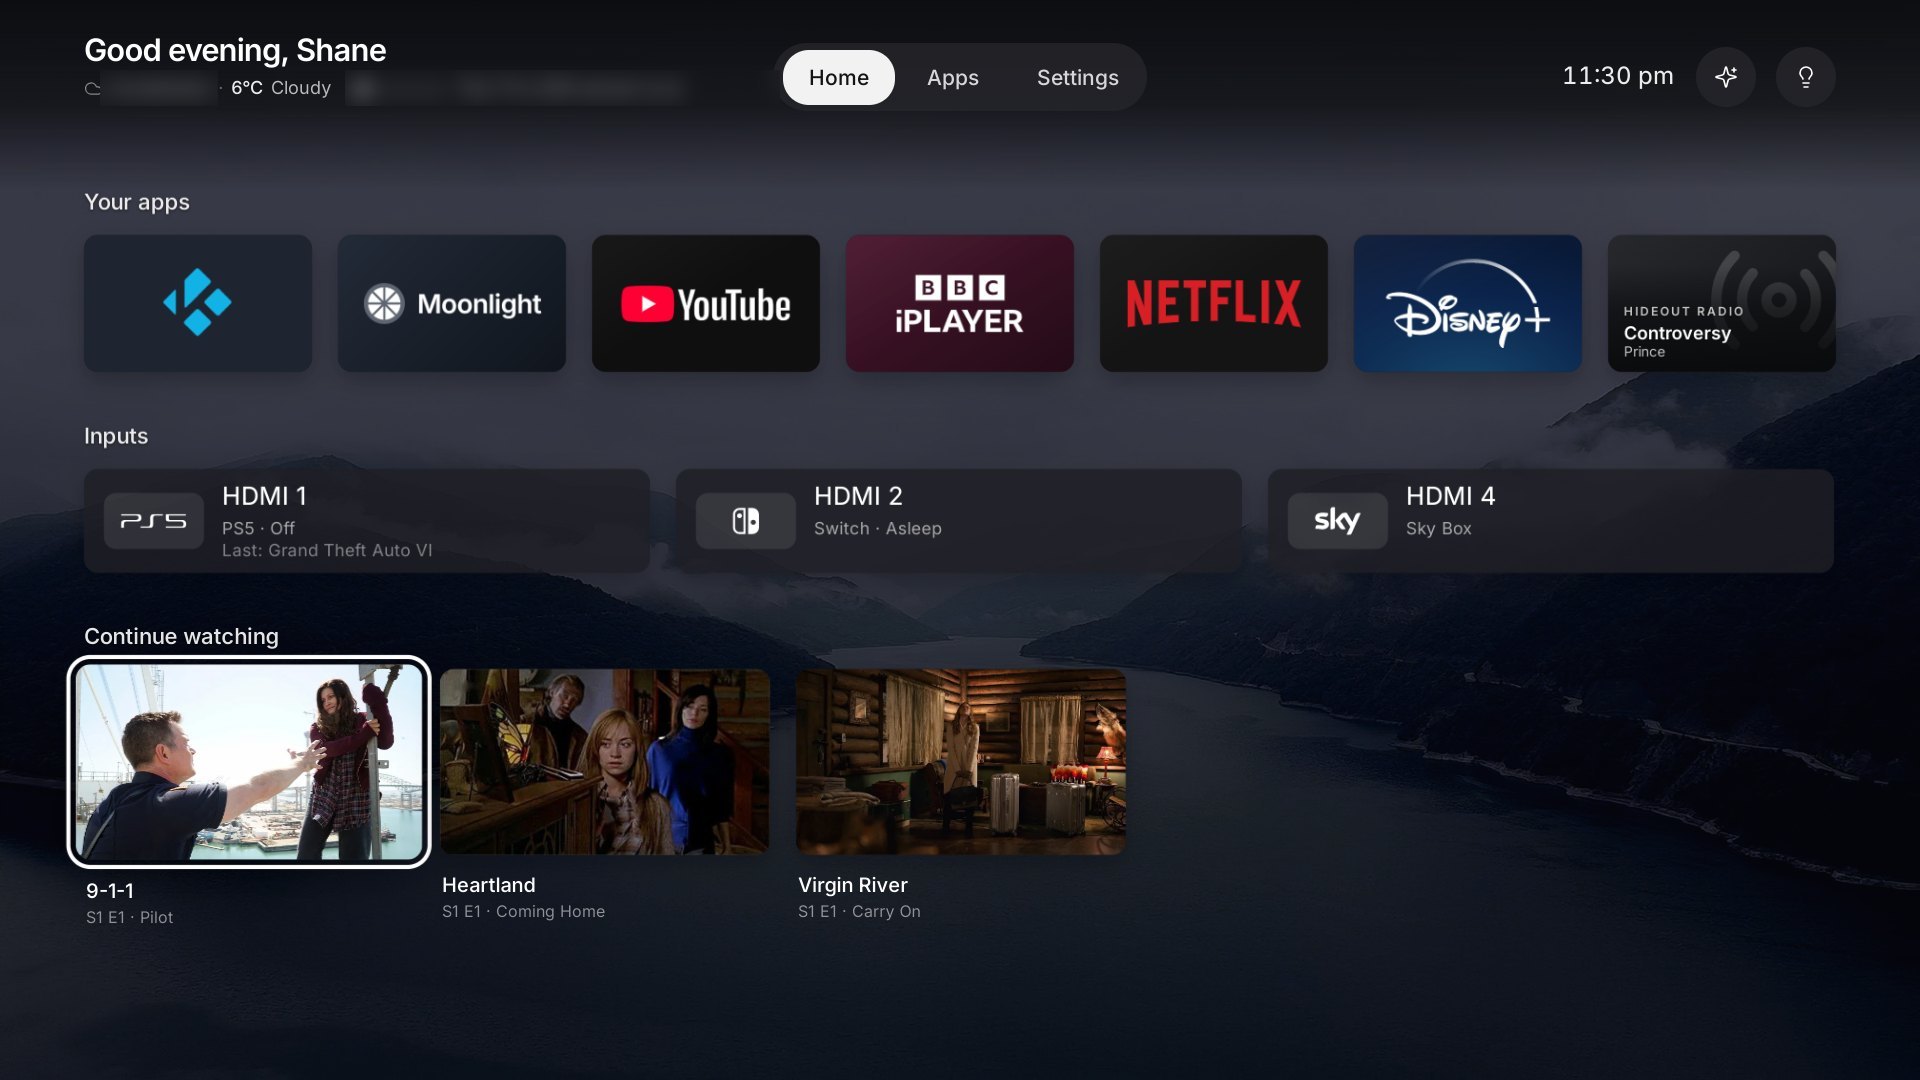 Good evening, Shane
· 6°C Cloudy
Home
Apps
Settings
11:30 pm
Your apps
Moonlight
YouTube
BBC
iPLAYER
NETFLIX
Disney+
HIDEOUT RADIO
Controversy
Prince
Inputs
PS5
HDMI 1
PS5 · Off
Last: Grand Theft Auto VI
HDMI 2
Switch · Asleep
sky
HDMI 4
Sky Box
Continue watching
9-1-1
S1 E1 · Pilot
Heartland
S1 E1 · Coming Home
Virgin River
S1 E1 · Carry On